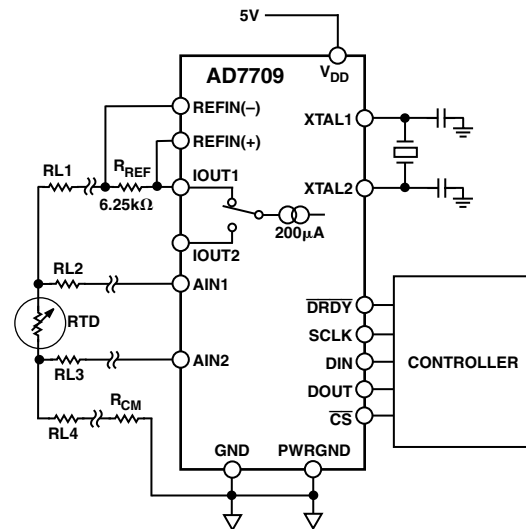 5V
AD7709
VDD
REFIN(–)
REFIN(+)
IOUT1
IOUT2
AIN1
AIN2
RL1
RREF
6.25kΩ
200μA
RL2
RTD
RL3
RL4
RCM
XTAL1
XTAL2
DRDY
SCLK
DIN
DOUT
CS
CONTROLLER
GND
PWRGND